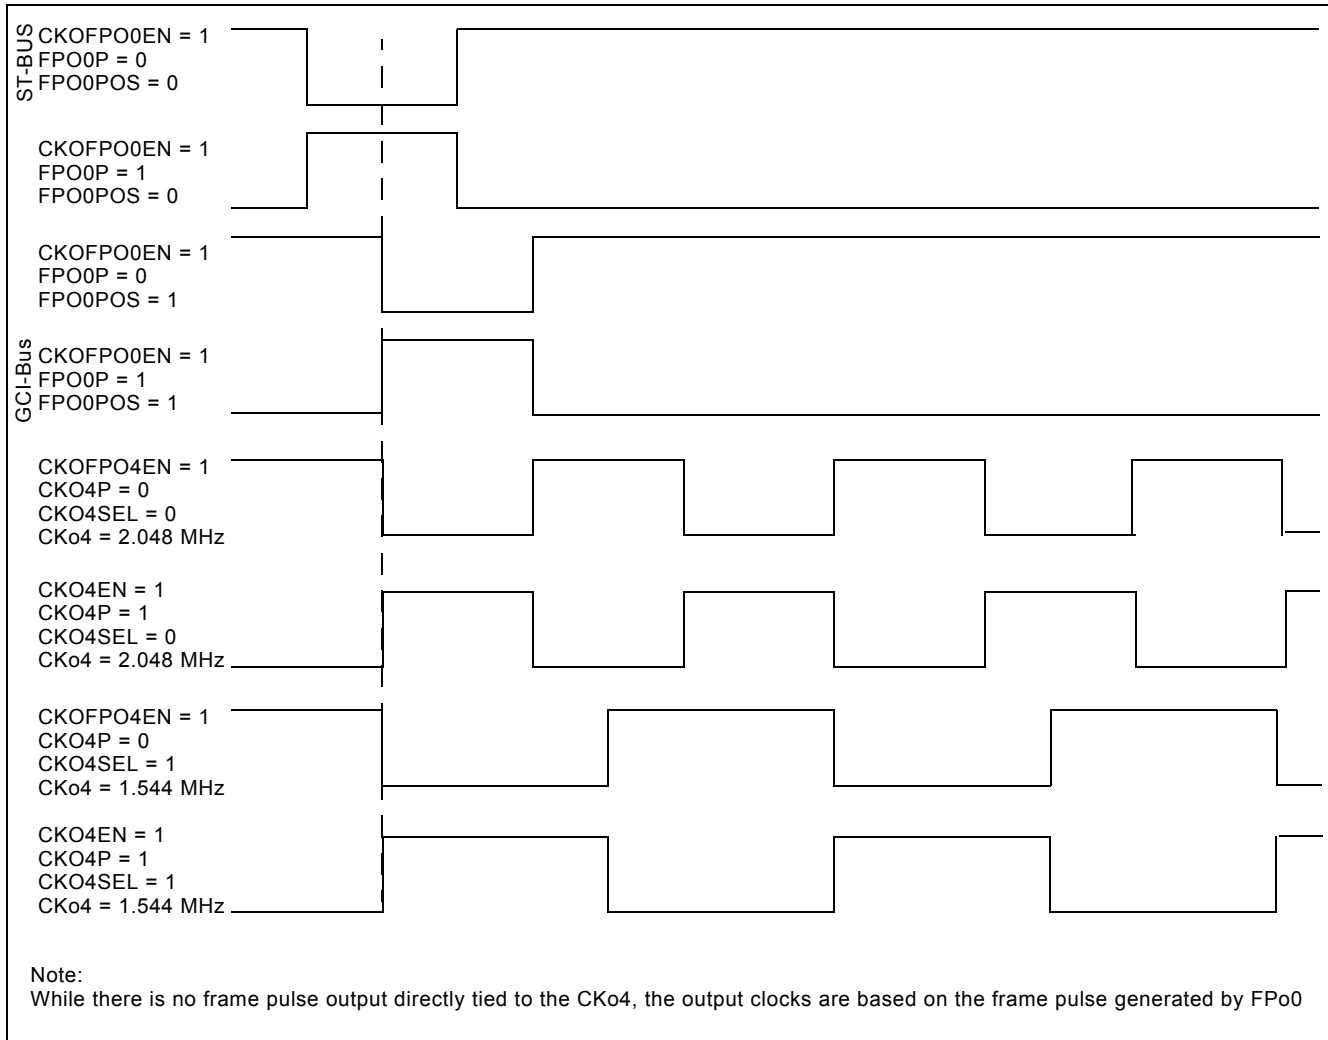 ST-BUS
CKOFPO0EN = 1
FPO0P = 0
FPO0POS = 0
CKOFPO0EN = 1
FPO0P = 1
FPO0POS = 0
CKOFPO0EN = 1
FPO0P = 0
FPO0POS = 1
GCI-Bus
CKOFPO0EN = 1
FPO0P = 1
FPO0POS = 1
CKOFPO4EN = 1
CKO4P = 0
CKO4SEL = 0
CKo4 = 2.048 MHz
CKO4EN = 1
CKO4P = 1
CKO4SEL = 0
CKo4 = 2.048 MHz
CKOFPO4EN = 1
CKO4P = 0
CKO4SEL = 1
CKo4 = 1.544 MHz
CKO4EN = 1
CKO4P = 1
CKO4SEL = 1
CKo4 = 1.544 MHz
Note:
While there is no frame pulse output directly tied to the CKo4, the output clocks are based on the frame pulse generated by FPo0